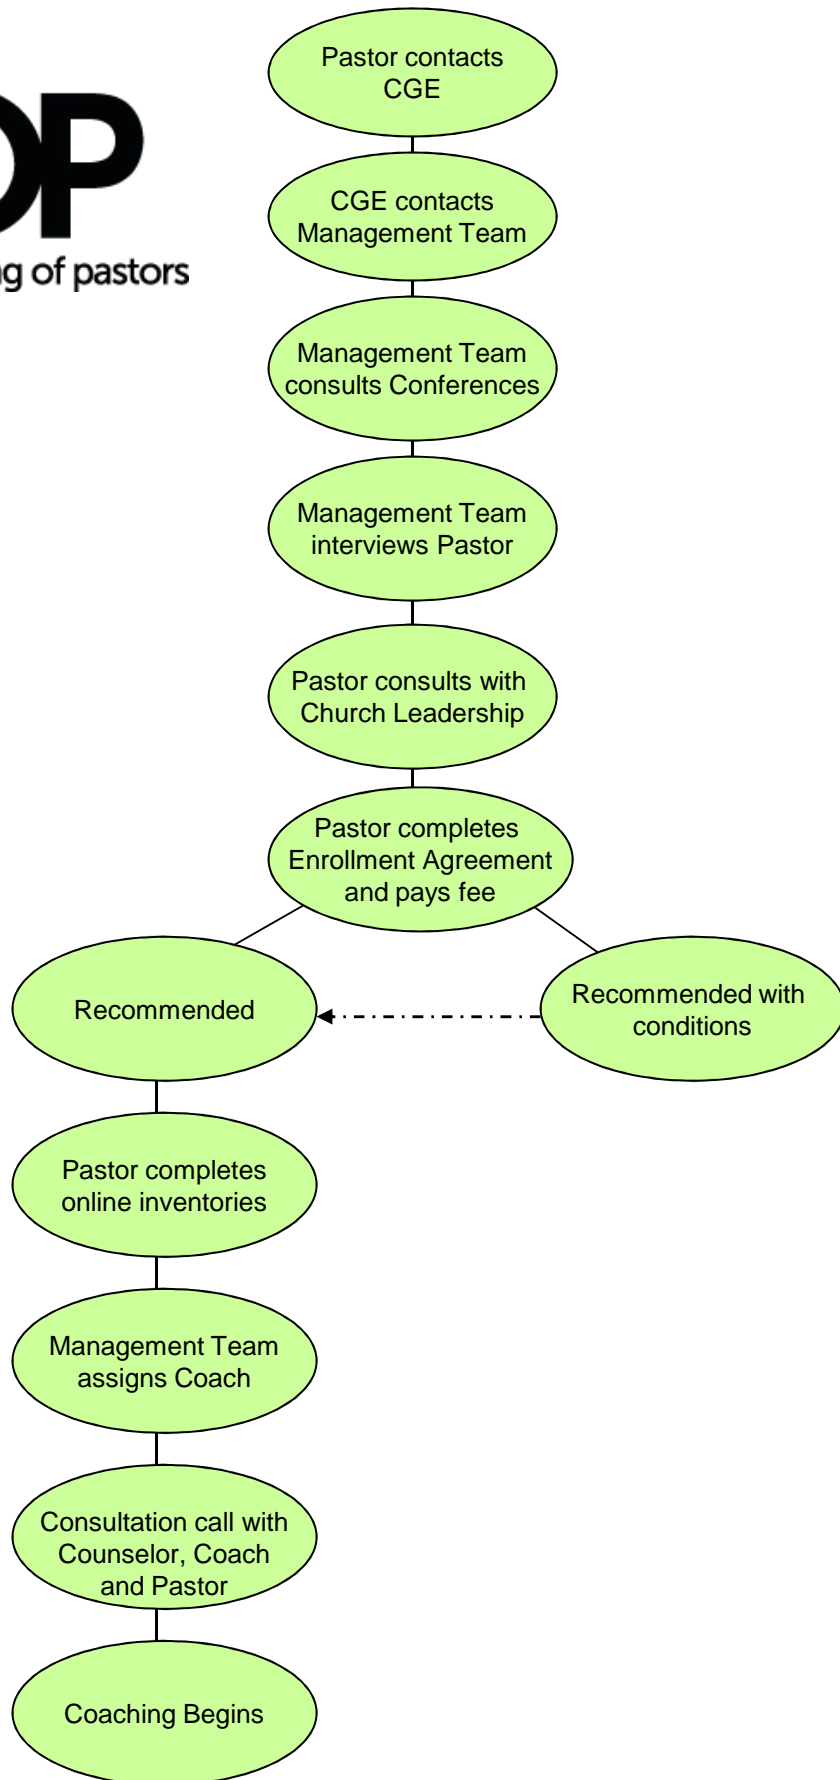 Pastor contacts
CGE
OP
g of pastors
CGE contacts
Management Team
Management Team
consults Conferences
Management Team
interviews Pastor
Pastor consults with
Church Leadership
Pastor completes
Enrollment Agreement
and pays fee
Recommended
Recommended with
conditions
Pastor completes
online inventories
Management Team
assigns Coach
Consultation call with
Counselor, Coach
and Pastor
Coaching Begins